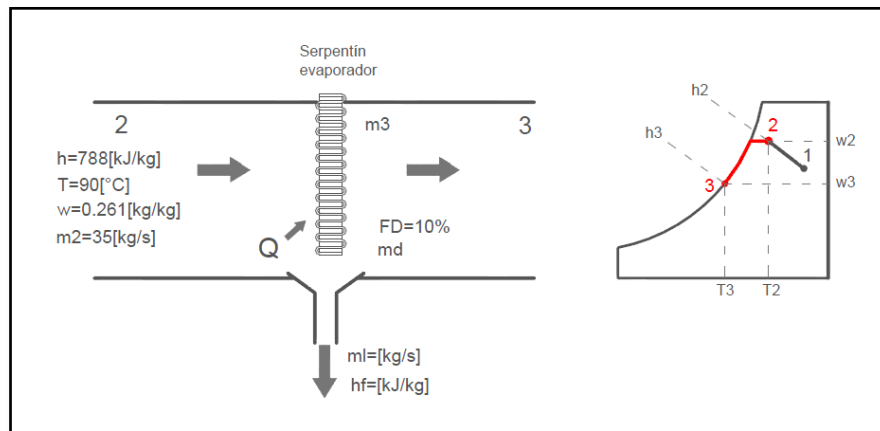 Serpentín
evaporador
2
m3
3
h=788[kJ/kg]
T=90[°C]
w=0.261[kg/kg]
m2=35[kg/s]
Q
FD=10%
md
ml=[kg/s]
hf=[kJ/kg]
h2
h3
2
1
3
w2
w3
T3
T2